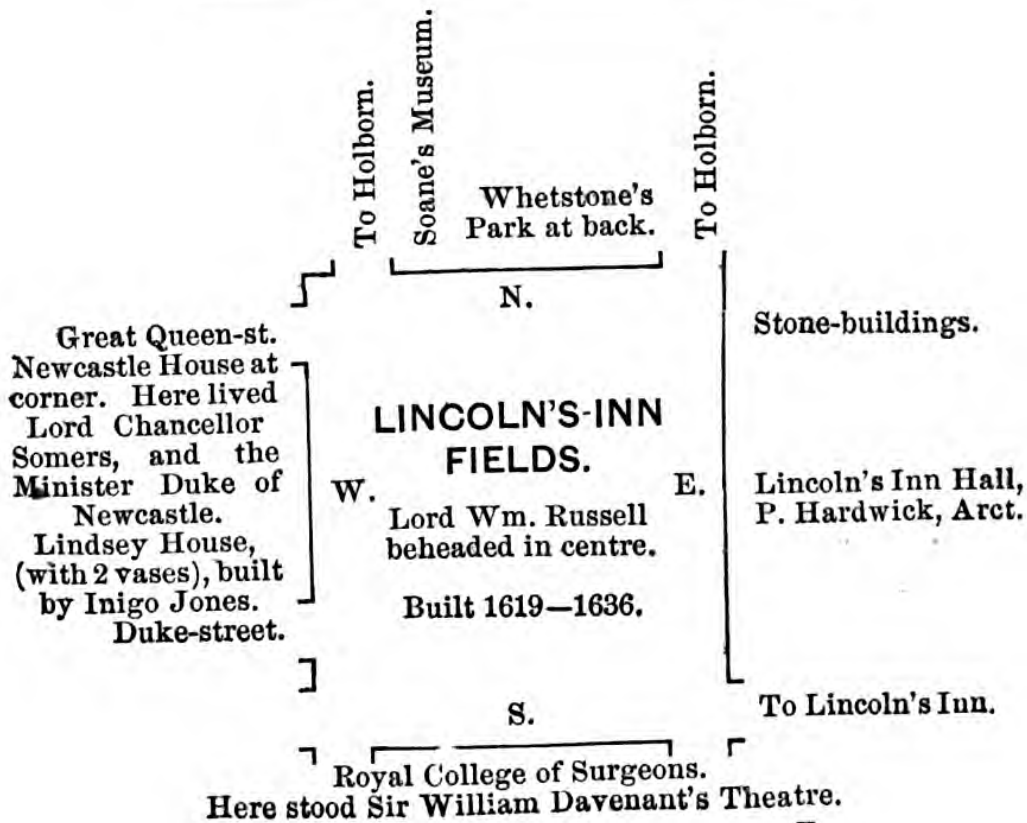 To Holborn.
Soane's Museum.
Whetstone's
Park at back.
To Holborn.
N.
Great Queen-st.
Newcastle House at
corner. Here lived
Lord Chancellor
Somers, and the
Minister Duke of
Newcastle.
Lindsey House,
(with 2 vases), built
by Inigo Jones.
Duke-street.
W.
LINCOLN'S-INN
FIELDS.
Lord Wm. Russell
beheaded in centre.
Built 1619—1636.
E.
Stone-buildings.
Lincoln's Inn Hall,
P. Hardwick, Arct.
To Lincoln's Inn.
S.
Royal College of Surgeons.
Here stood Sir William Davenant's Theatre.